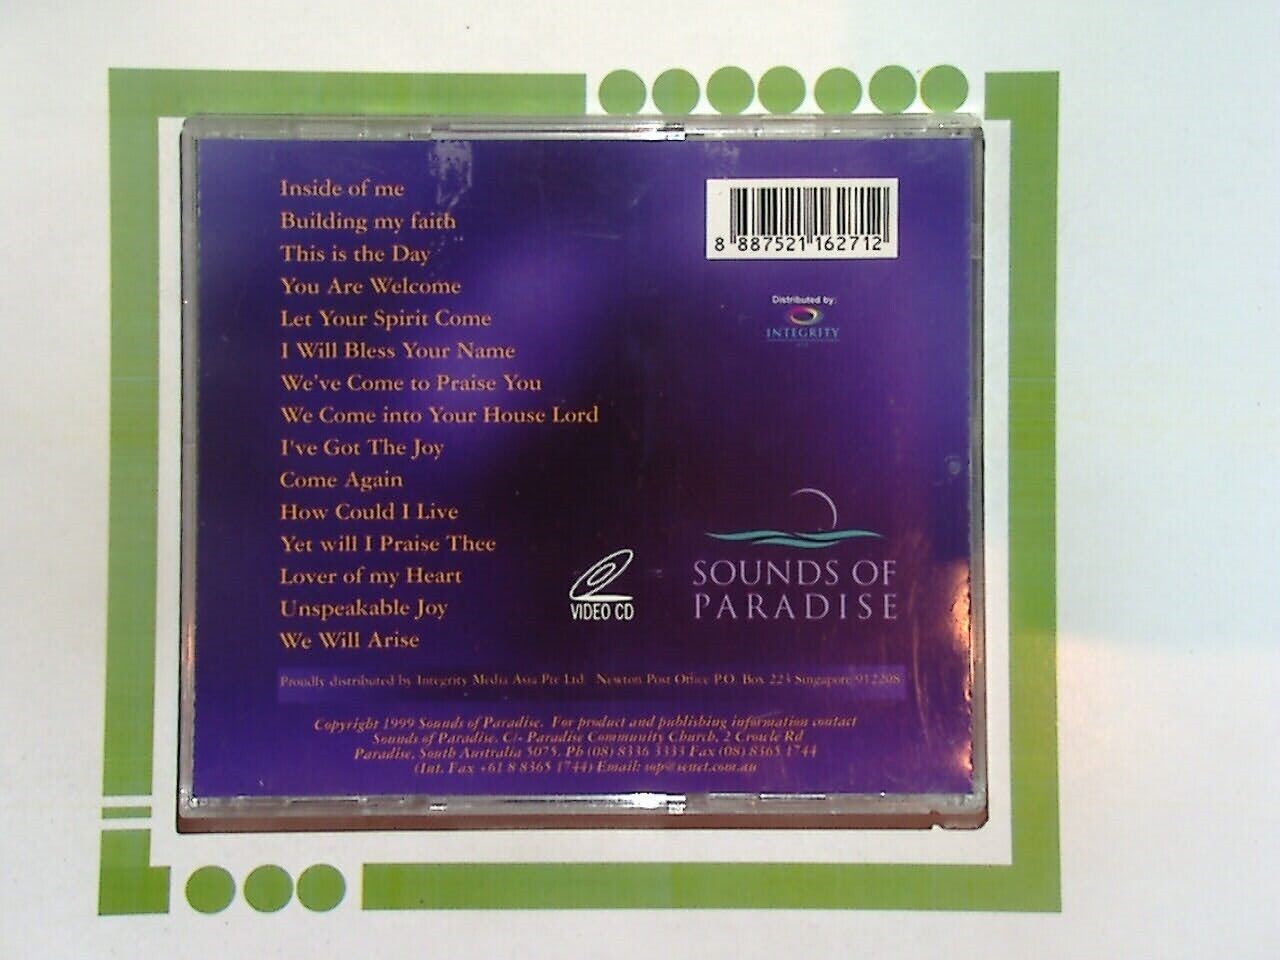 Inside of me
Building my faith
This is the Day
You Are Welcome
Let Your Spirit Come
I Will Bless Your Name
We've Come to Praise You
We Come into Your House Lord
I've Got The Joy
Come Again
How Could I Live
Yet will I Praise Thee
Lover of my Heart
Unspeakable Joy
We Will Arise
8 887521 162712
Distributed by:
INTEGRITY
VIDEO CD
SOUNDS OF
PARADISE
Proudly distributed by Integrity Media Asia Pte Ltd Newton Post Office P.O. Box 223 Singapore 912208
Copyright 1999 Sounds of Paradise. For product and publishing information contact
Sounds of Paradise. C/- Paradise Community Church, 2 Rd
Paradise, South Australia 5075. Ph (08) 8336 3333 Fax (08) 8365 1744
(Int. Fax +61 8 8365 1744) Email: sop@senet.com.au